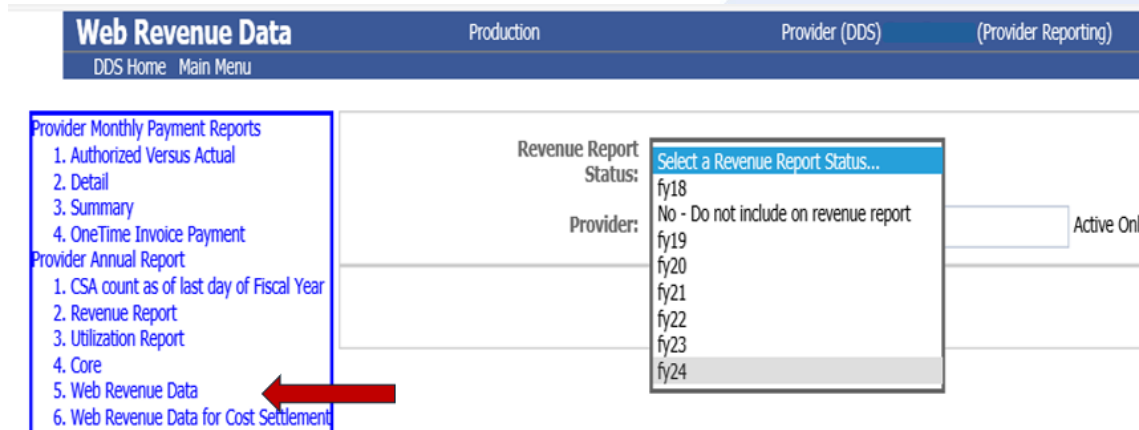 Web Revenue Data Production Provider (DDS) (Provider Reporting)
DDS Home Main Menu
Provider Monthly Payment Reports
1. Authorized Versus Actual
2. Detail
3. Summary
4. OneTime Invoice Payment
Provider Annual Report
1. CSA count as of last day of Fiscal Year
2. Revenue Report
3. Utilization Report
4. Core
5. Web Revenue Data
6. Web Revenue Data for Cost Settlement
Revenue Report
Status:
Select a Revenue Report Status...
fy18
No - Do not include on revenue report
fy19
fy20
fy21
fy22
fy23
fy24
Provider:
Active Onl